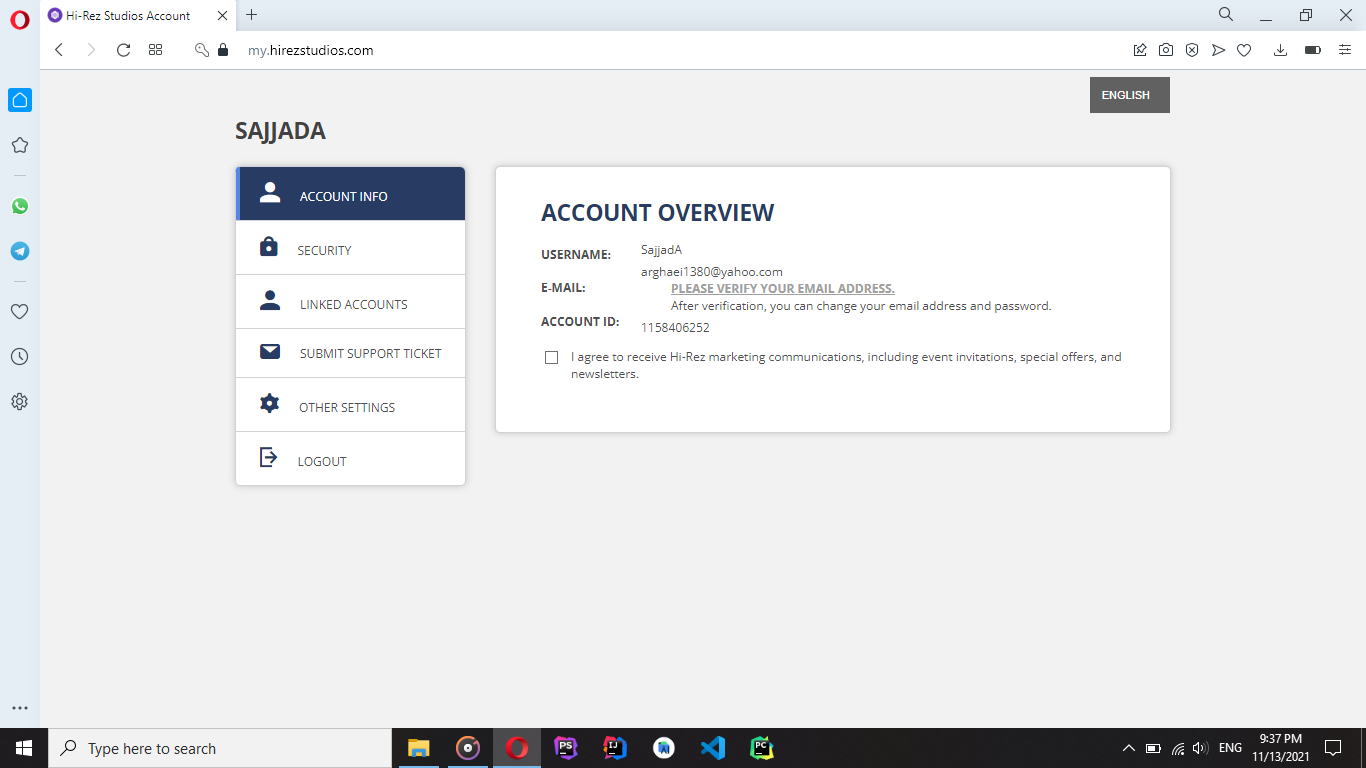 Hi-Rez Studios Account
my.hirezstudios.com
ENGLISH
SAJJADA
ACCOUNT INFO
SECURITY
LINKED ACCOUNTS
SUBMIT SUPPORT TICKET
OTHER SETTINGS
LOGOUT
ACCOUNT OVERVIEW
USERNAME: SajjadA
E-MAIL: arghaei1380@yahoo.com
PLEASE VERIFY YOUR EMAIL ADDRESS.
After verification, you can change your email address and password.
ACCOUNT ID: 1158406252
I agree to receive Hi-Rez marketing communications, including event invitations, special offers, and
newsletters.
Type here to search
PS
IJ
PC
ENG
9:37 PM
11/13/2021